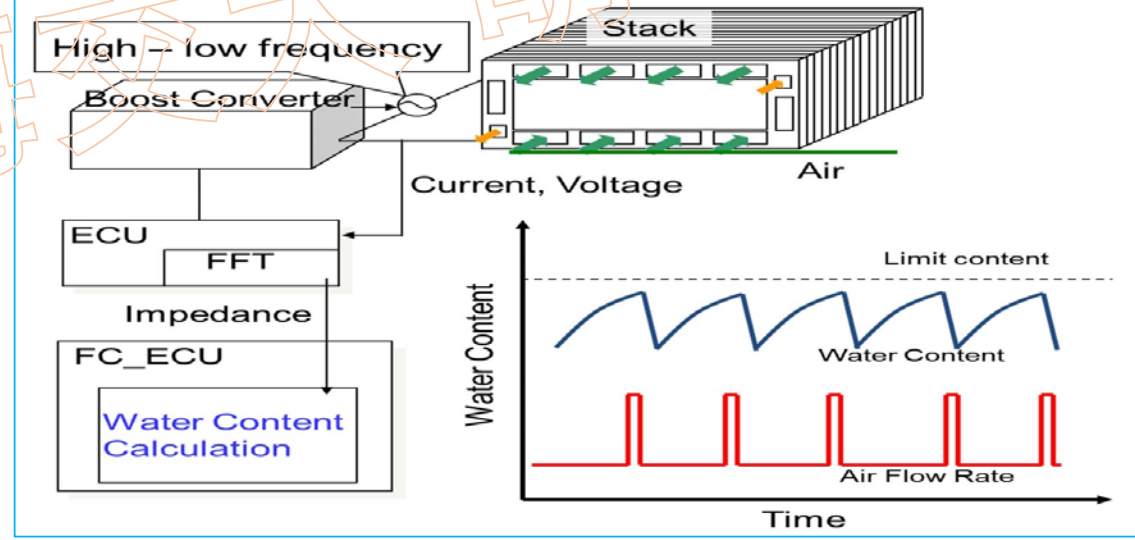 Stack
High – low frequency
Boost Converter
Air
Current, Voltage
ECU
FFT
Impedance
FC_ECU
Water Content
Calculation
Limit content
Water Content
Water Content
Air Flow Rate
Time